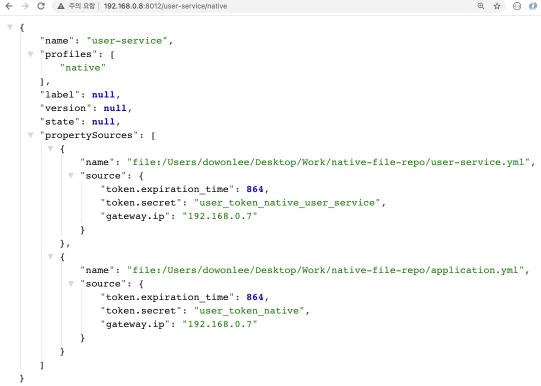 주의 요함 | 192.168.0.8:8012/user-service/native
{
"name": "user-service",
"profiles": [
"native"
],
"label": null,
"version": null,
"state": null,
"propertySources": [
{
"name": "file:/Users/dowonlee/Desktop/Work/native-file-repo/user-service.yml",
"source": {
"token.expiration_time": 864,
"token.secret": "user_token_native_user_service",
"gateway.ip": "192.168.0.7"
}
},
{
"name": "file:/Users/dowonlee/Desktop/Work/native-file-repo/application.yml",
"source": {
"token.expiration_time": 864,
"token.secret": "user_token_native",
"gateway.ip": "192.168.0.7"
}
}
]
}